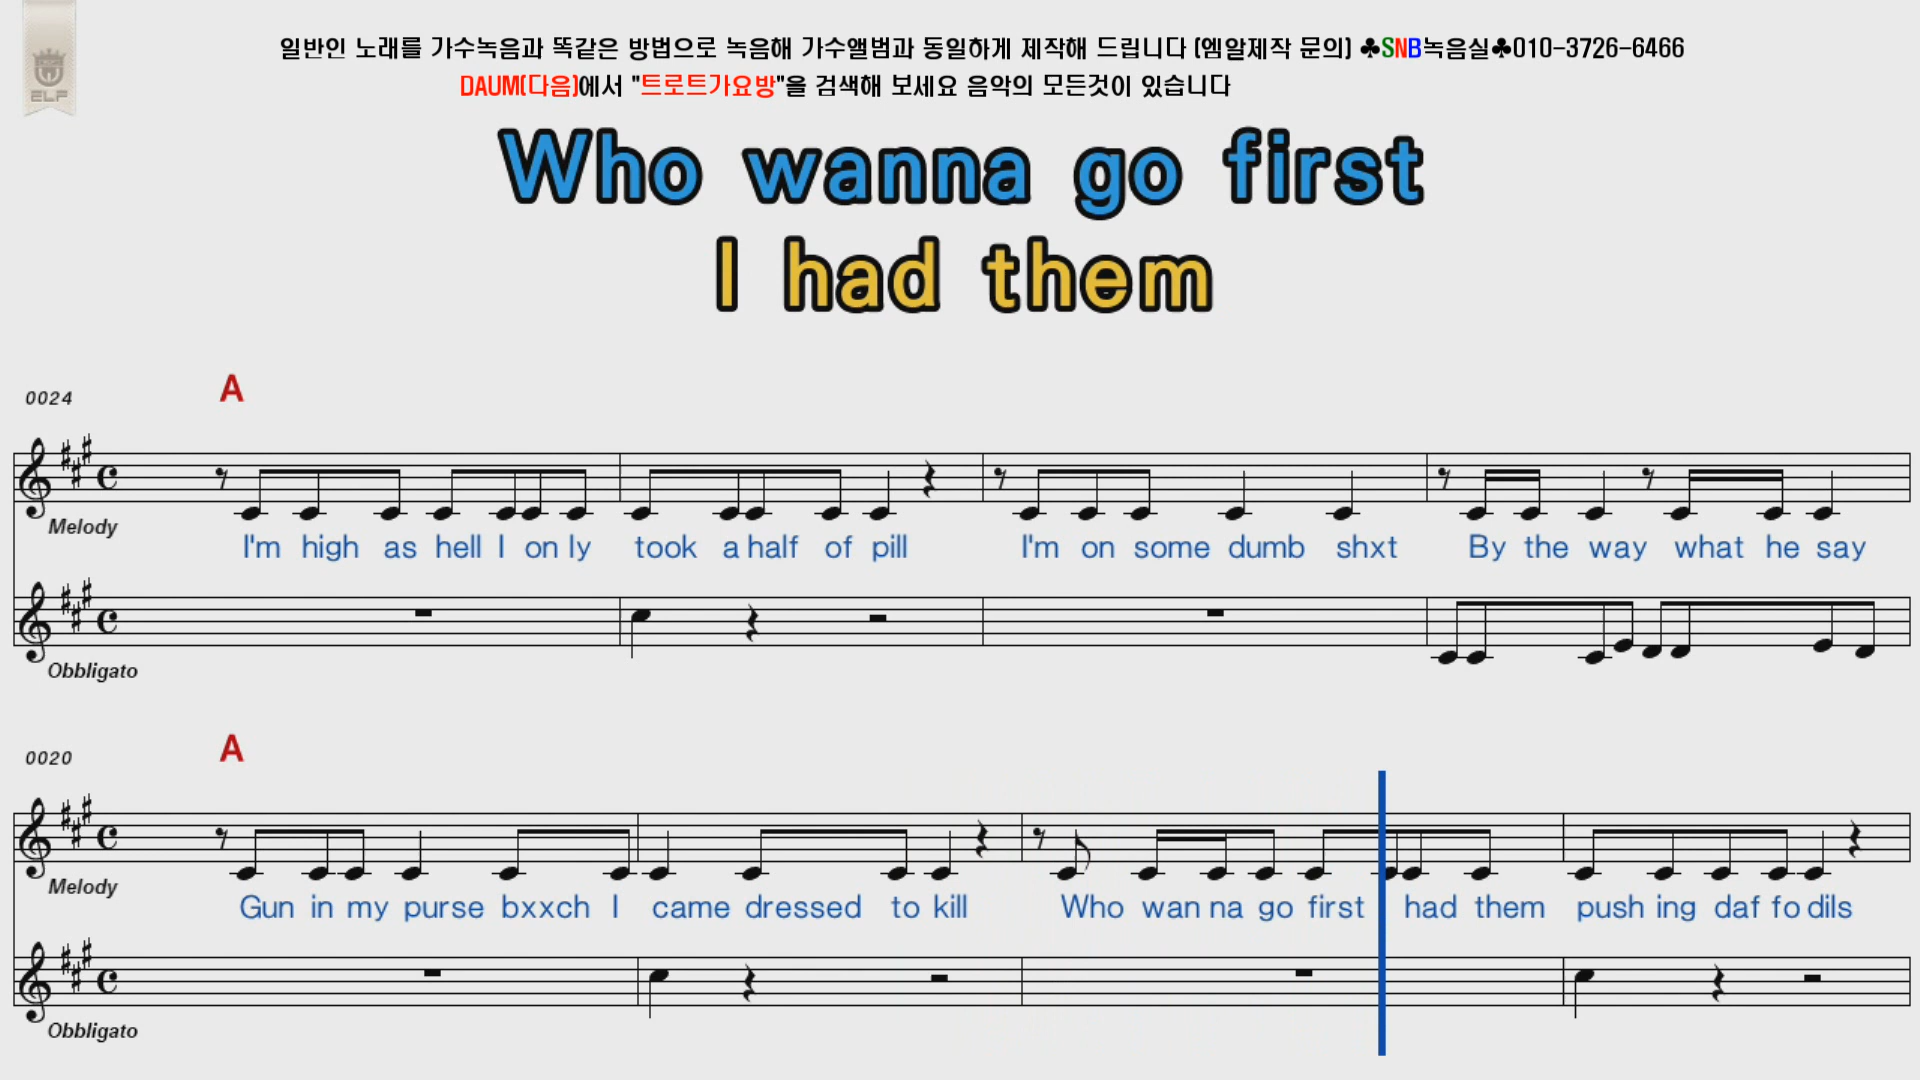 ELF
일반인 노래를 가수녹음과 똑같은 방법으로 녹음해 가수앨범과 동일하게 제작해 드립니다 (엠알제작 문의) ♣SNB녹음실♣010-3726-6466
DAUM(다음)에서 "트로트가요방"을 검색해 보세요 음악의 모든것이 있습니다
Who wanna go first
I had them
0024 A
Melody
I'm high as hell I on ly took a half of pill I'm on some dumb shxt By the way what he say
Obbligato
0020 A
Melody
Gun in my purse bxxch I came dressed to kill Who wan na go first had them push ing daf fo dils
Obbligato